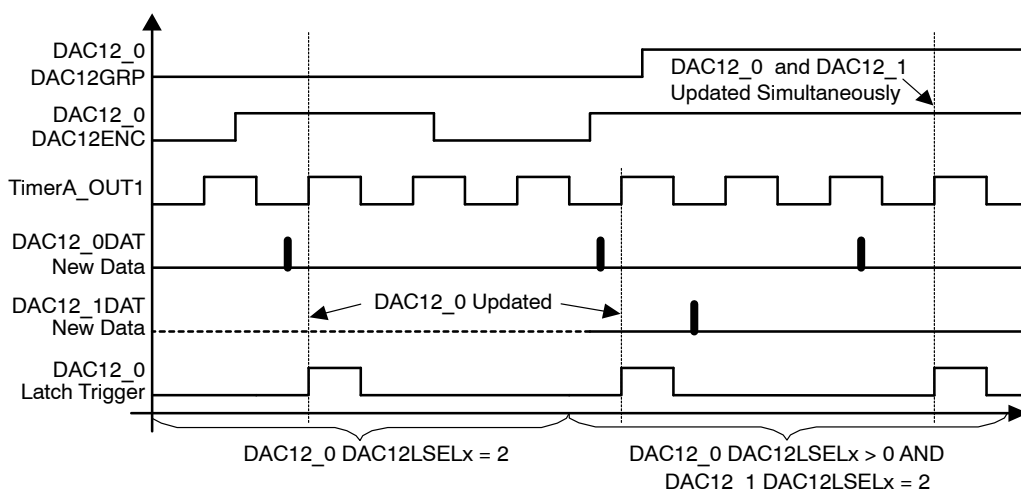 DAC12_0
DAC12GRP
DAC12_0 and DAC12_1
Updated Simultaneously
DAC12_0
DAC12ENC
TimerA_OUT1
DAC12_0DAT
New Data
DAC12_1DAT
New Data
DAC12_0 Updated
DAC12_0
Latch Trigger
DAC12_0 DAC12LSELx = 2
DAC12_0 DAC12LSELx > 0 AND
DAC12_1 DAC12LSELx = 2